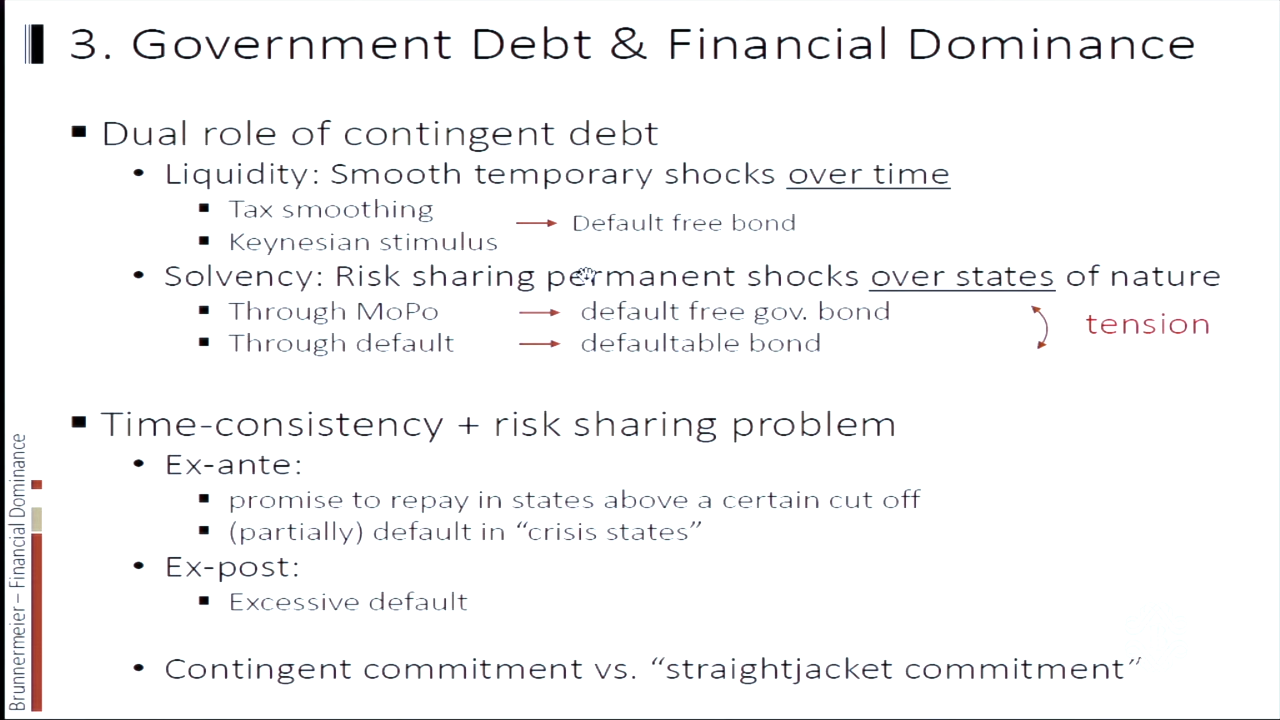 3. Government Debt & Financial Dominance
Dual role of contingent debt
Liquidity: Smooth temporary shocks over time
Tax smoothing
Keynesian stimulus
Default free bond
Solvency: Risk sharing permanent shocks over states of nature
Through MoPo
default free gov. bond
Through default
defaultable bond
tension
Time-consistency + risk sharing problem
Ex-ante:
promise to repay in states above a certain cut off
(partially) default in “crisis states”
Ex-post:
Excessive default
Contingent commitment vs. “straightjacket commitment”
Brunnermeier – Financial Dominance